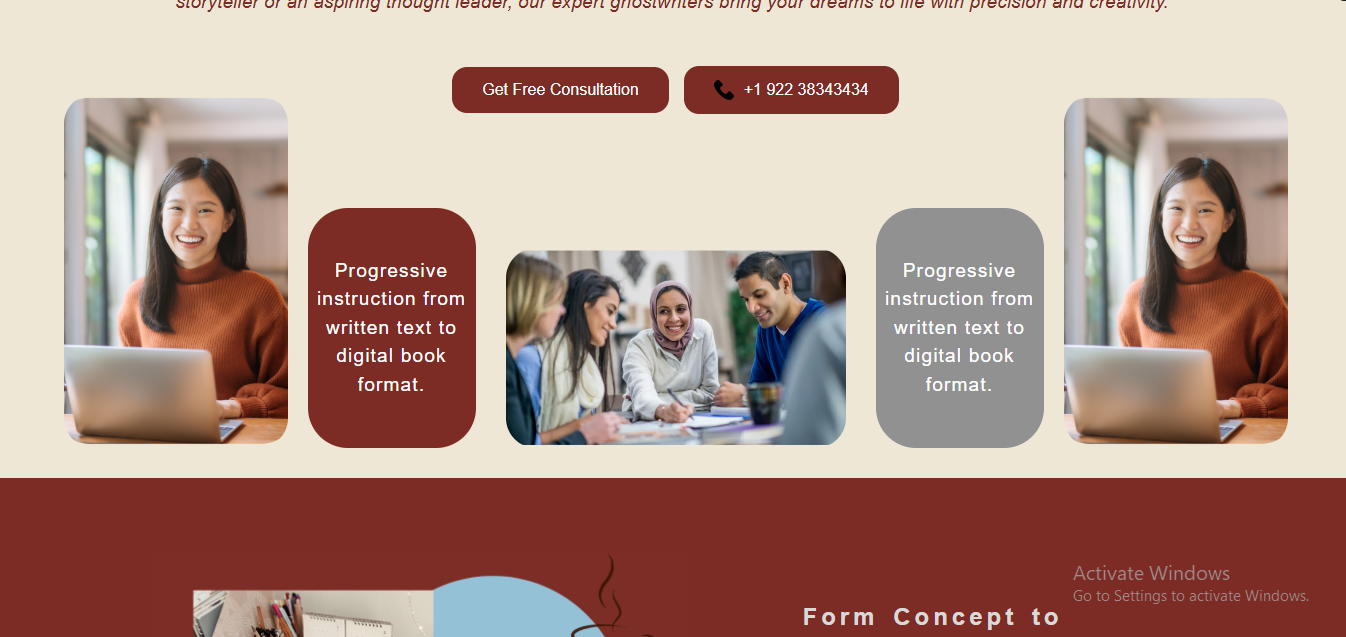 storyteller or an aspiring thought leader, our expert ghostwriters bring your dreams to life with precision and creativity.
Get Free Consultation
+1 922 38343434
Progressive
instruction from
written text to
digital book
format.
Progressive
instruction from
written text to
digital book
format.
Activate Windows
Go to Settings to activate Windows.
Form Concept to